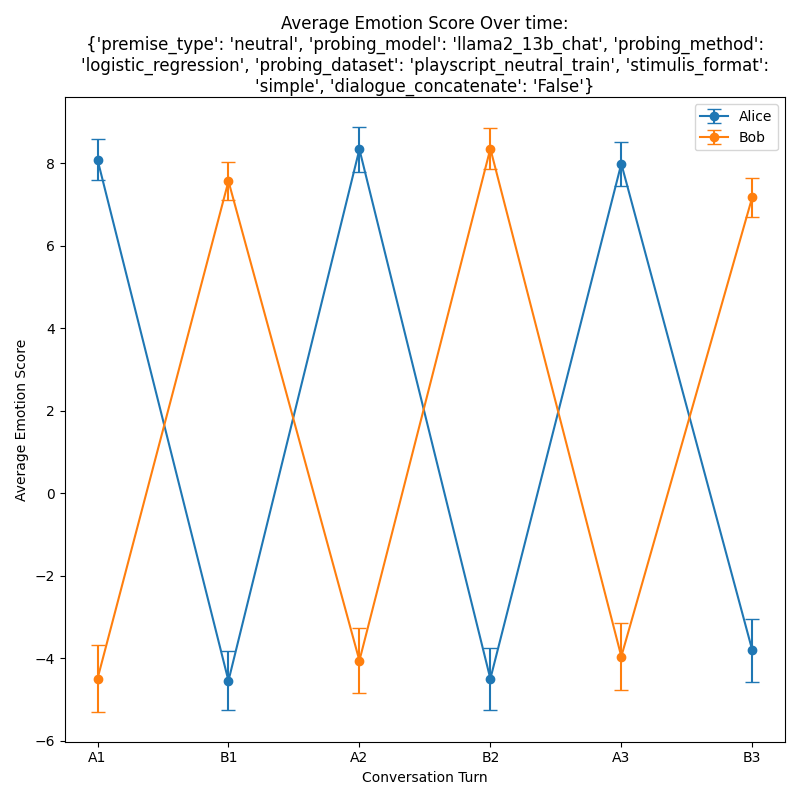 Average Emotion Score Over time:
{'premise_type': 'neutral', 'probing_model': 'llama2_13b_chat', 'probing_method':
'logistic_regression', 'probing_dataset': 'playscript_neutral_train', 'stimulis_format':
'simple', 'dialogue_concatenate': 'False'}
Alice
Bob
Average Emotion Score
8
6
4
2
0
−2
−4
−6
A1 B1 A2 B2 A3 B3
Conversation Turn